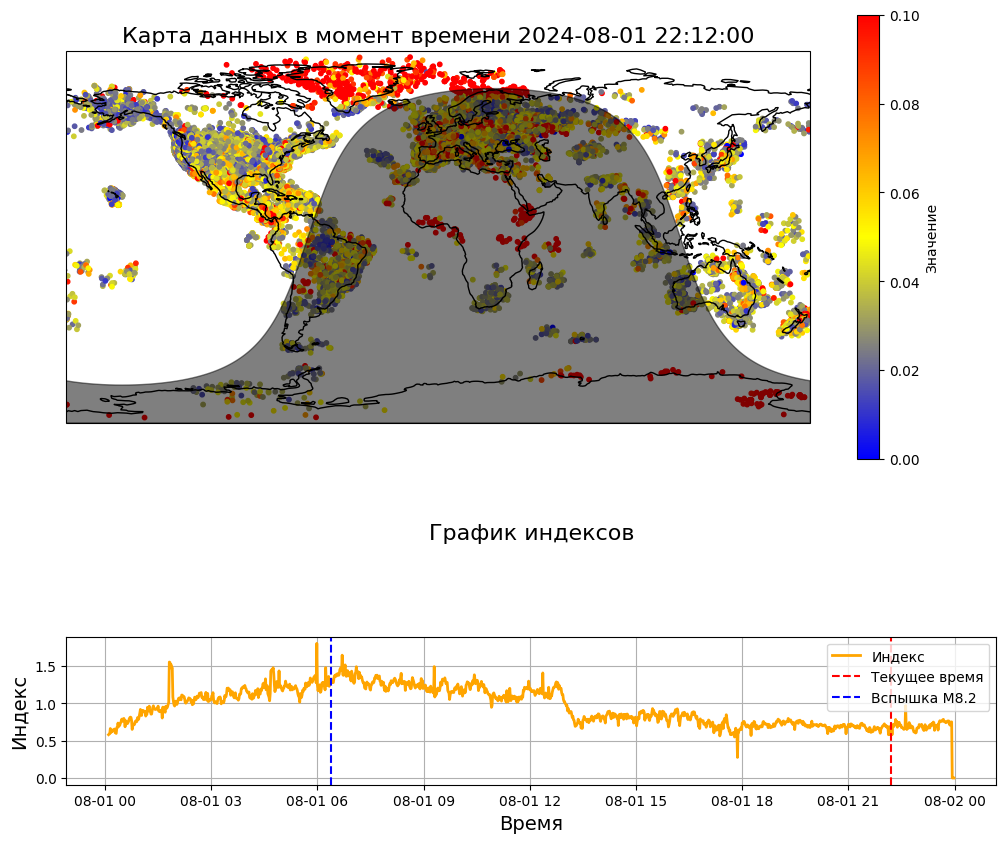 Карта данных в момент времени 2024-08-01 22:12:00
0.10
0.08
0.06
0.04
0.02
0.00
Значение
График индексов
Индекс
1.5
1.0
0.5
0.0
Индекс
Текущее время
Вспышка M8.2
08-01 00
08-01 03
08-01 06
08-01 09
08-01 12
08-01 15
08-01 18
08-01 21
08-02 00
Время